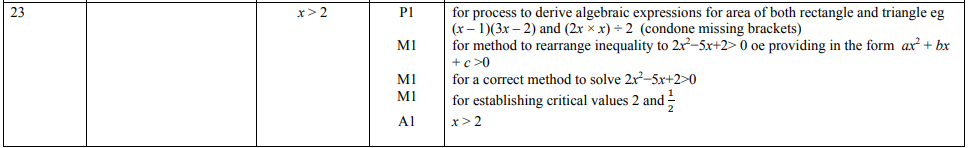 23 x > 2 P1 for process to derive algebraic expressions for area of both rectangle and triangle eg
(x – 1)(3x – 2) and (2x × x) ÷ 2 (condone missing brackets)
M1 for method to rearrange inequality to 2x²–5x+2> 0 oe providing in the form ax² + bx
+ c >0
M1 for a correct method to solve 2x²–5x+2>0
M1 for establishing critical values 2 and 1/2
A1 x > 2